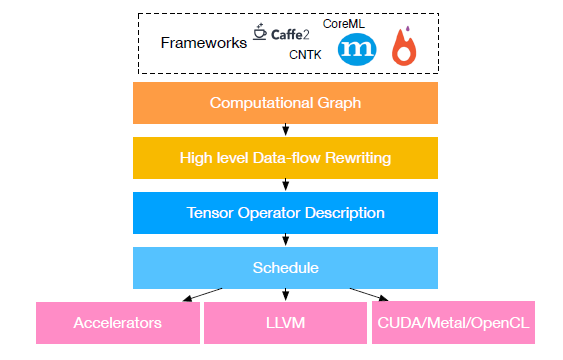 CoreML
Frameworks
Caffe2
CNTK
m
Computational Graph
High level Data-flow Rewriting
Tensor Operator Description
Schedule
Accelerators
LLVM
CUDA/Metal/OpenCL